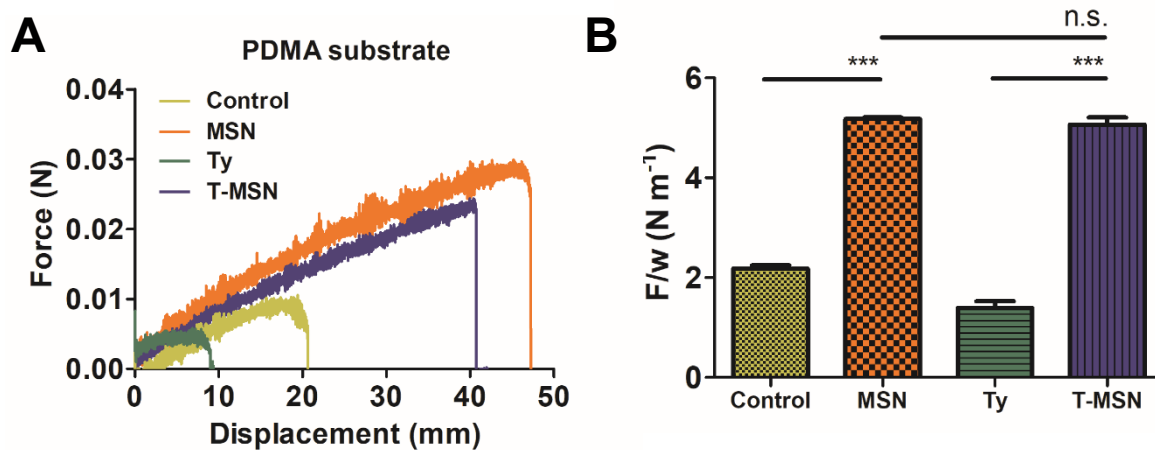 A
PDMA substrate
Force (N)
0.04
0.03
0.02
0.01
0.00
Control
MSN
Ty
T-MSN
0 10 20 30 40 50
Displacement (mm)
B
n.s.
*** ***
F/w (N m⁻¹)
6
4
2
0
Control MSN Ty T-MSN